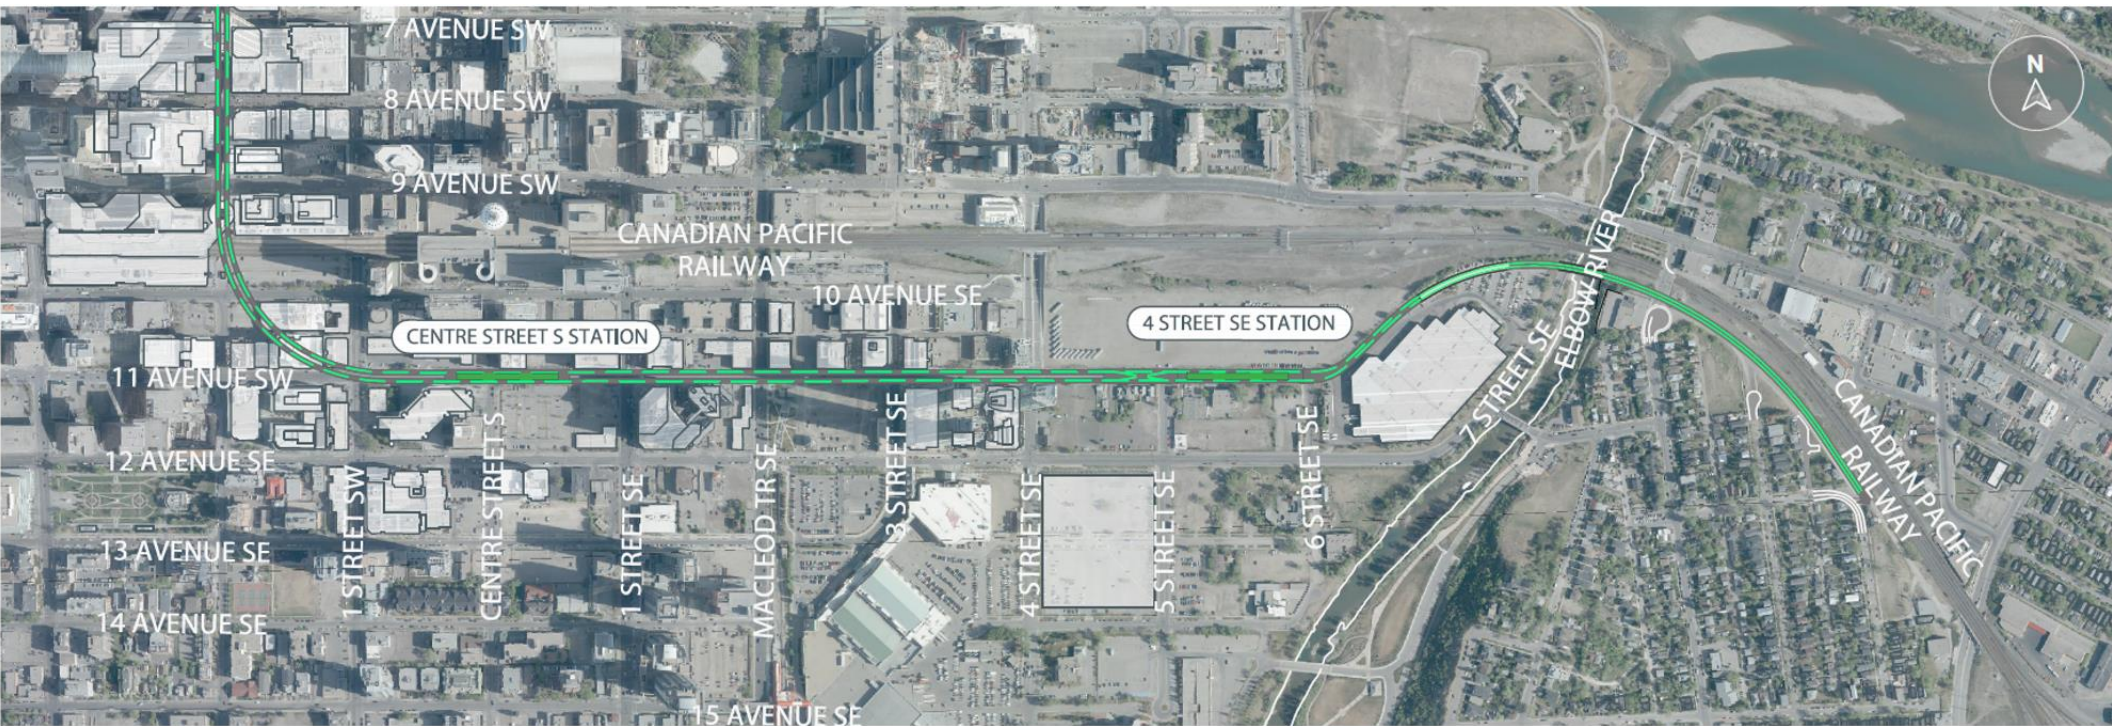 7 AVENUE SW
8 AVENUE SW
9 AVENUE SW
N
CANADIAN PACIFIC
RAILWAY
10 AVENUE SE
CENTRE STREET S STATION
4 STREET SE STATION
ELBOW RIVER
7 STREET SE
11 AVENUE SW
12 AVENUE SE
13 AVENUE SE
14 AVENUE SE
15 AVENUE SE
1 STREET SW
CENTRE STREET S
1 STREET SE
MACLEOD TR SE
3 STREET SE
4 STREET SE
5 STREET SE
6 STREET SE
CANADIAN PACIFIC
RAILWAY